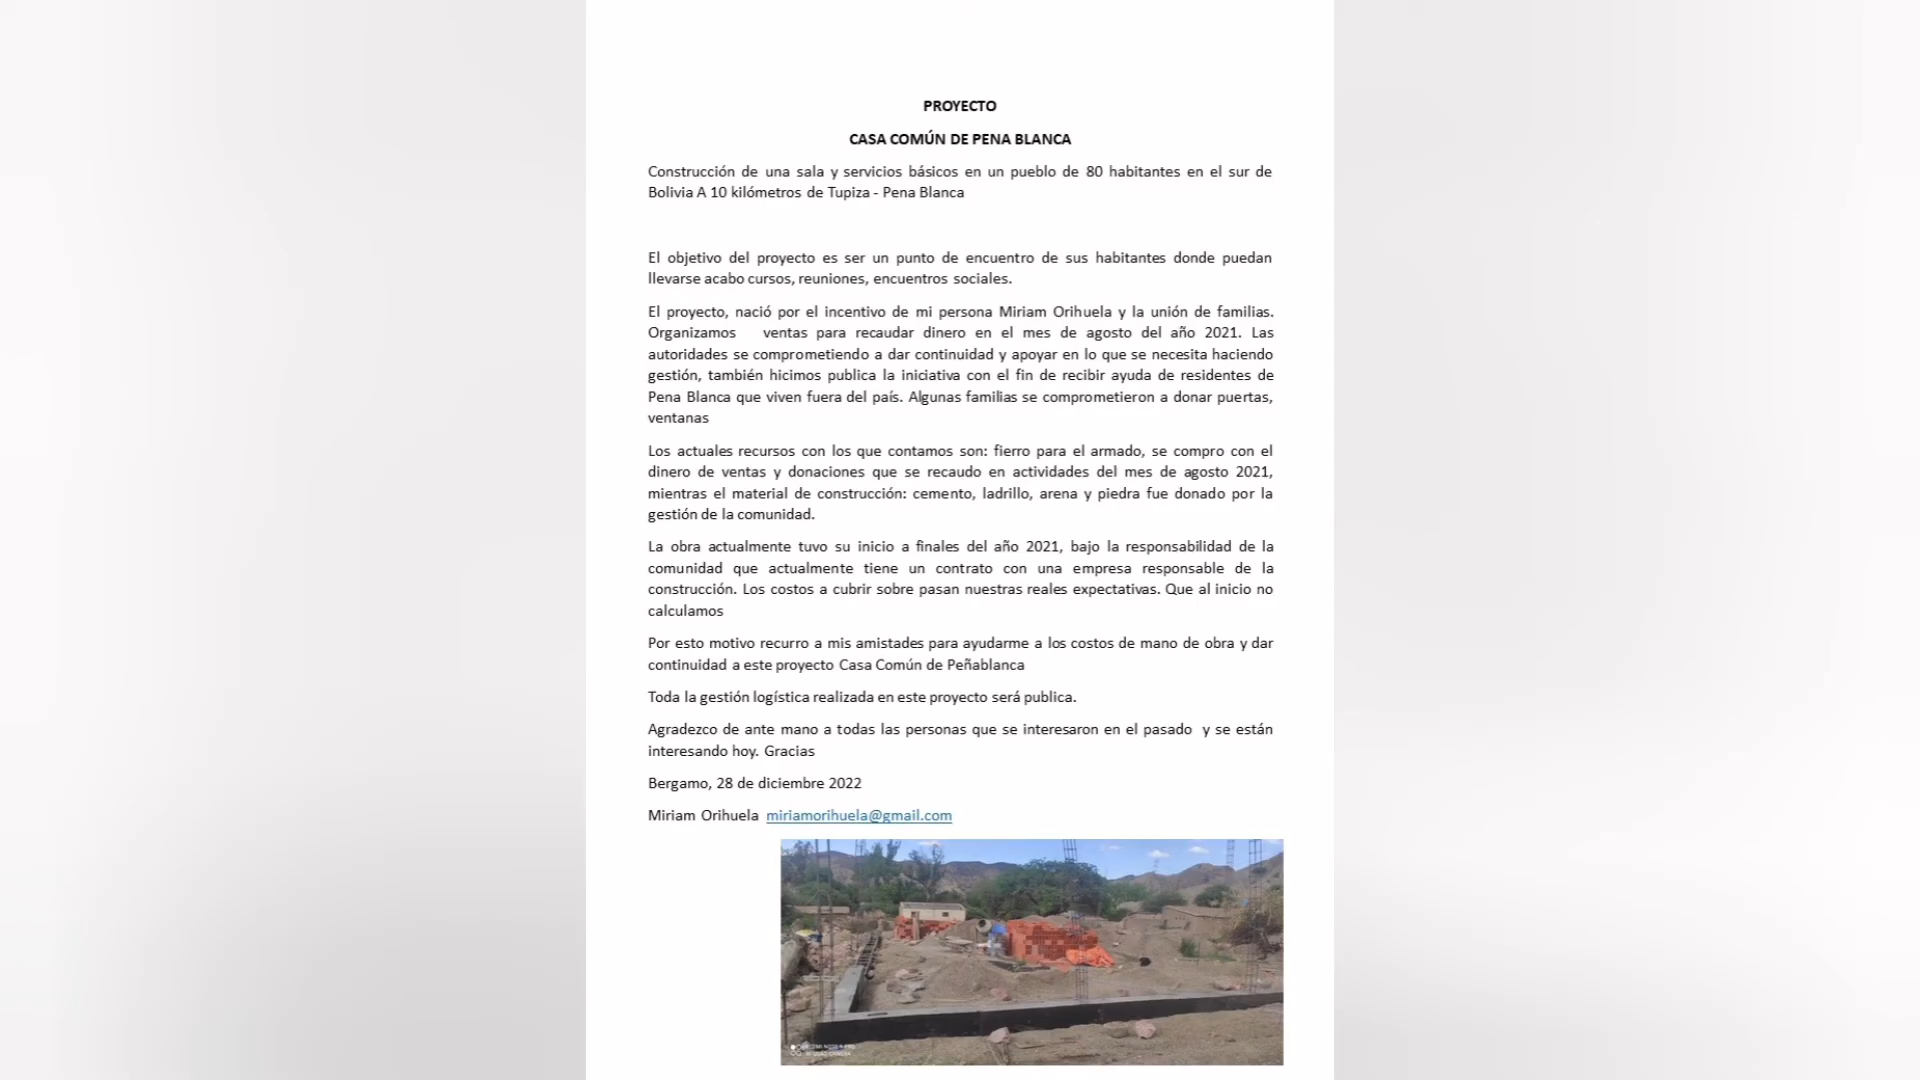 PROYECTO
CASA COMÚN DE PENA BLANCA
Construcción de una sala y servicios básicos en un pueblo de 80 habitantes en el sur de
Bolivia A 10 kilómetros de Tupiza - Pena Blanca
El objetivo del proyecto es ser un punto de encuentro de sus habitantes donde puedan
llevarse acabo cursos, reuniones, encuentros sociales.
El proyecto, nació por el incentivo de mi persona Miriam Orihuela y la unión de familias.
Organizamos ventas para recaudar dinero en el mes de agosto del año 2021. Las
autoridades se comprometiendo a dar continuidad y apoyar en lo que se necesita haciendo
gestión, también hicimos publica la iniciativa con el fin de recibir ayuda de residentes de
Pena Blanca que viven fuera del país. Algunas familias se comprometieron a donar puertas,
ventanas
Los actuales recursos con los que contamos son: fierro para el armado, se compro con el
dinero de ventas y donaciones que se recaudo en actividades del mes de agosto 2021,
mientras el material de construcción: cemento, ladrillo, arena y piedra fue donado por la
gestión de la comunidad.
La obra actualmente tuvo su inicio a finales del año 2021, bajo la responsabilidad de la
comunidad que actualmente tiene un contrato con una empresa responsable de la
construcción. Los costos a cubrir sobre pasan nuestras reales expectativas. Que al inicio no
calculamos
Por esto motivo recurro a mis amistades para ayudarme a los costos de mano de obra y dar
continuidad a este proyecto Casa Común de Peñablanca
Toda la gestión logística realizada en este proyecto será publica.
Agradezco de ante mano a todas las personas que se interesaron en el pasado y se están
interesando hoy. Gracias
Bergamo, 28 de diciembre 2022
Miriam Orihuela miriamorihuela@gmail.com